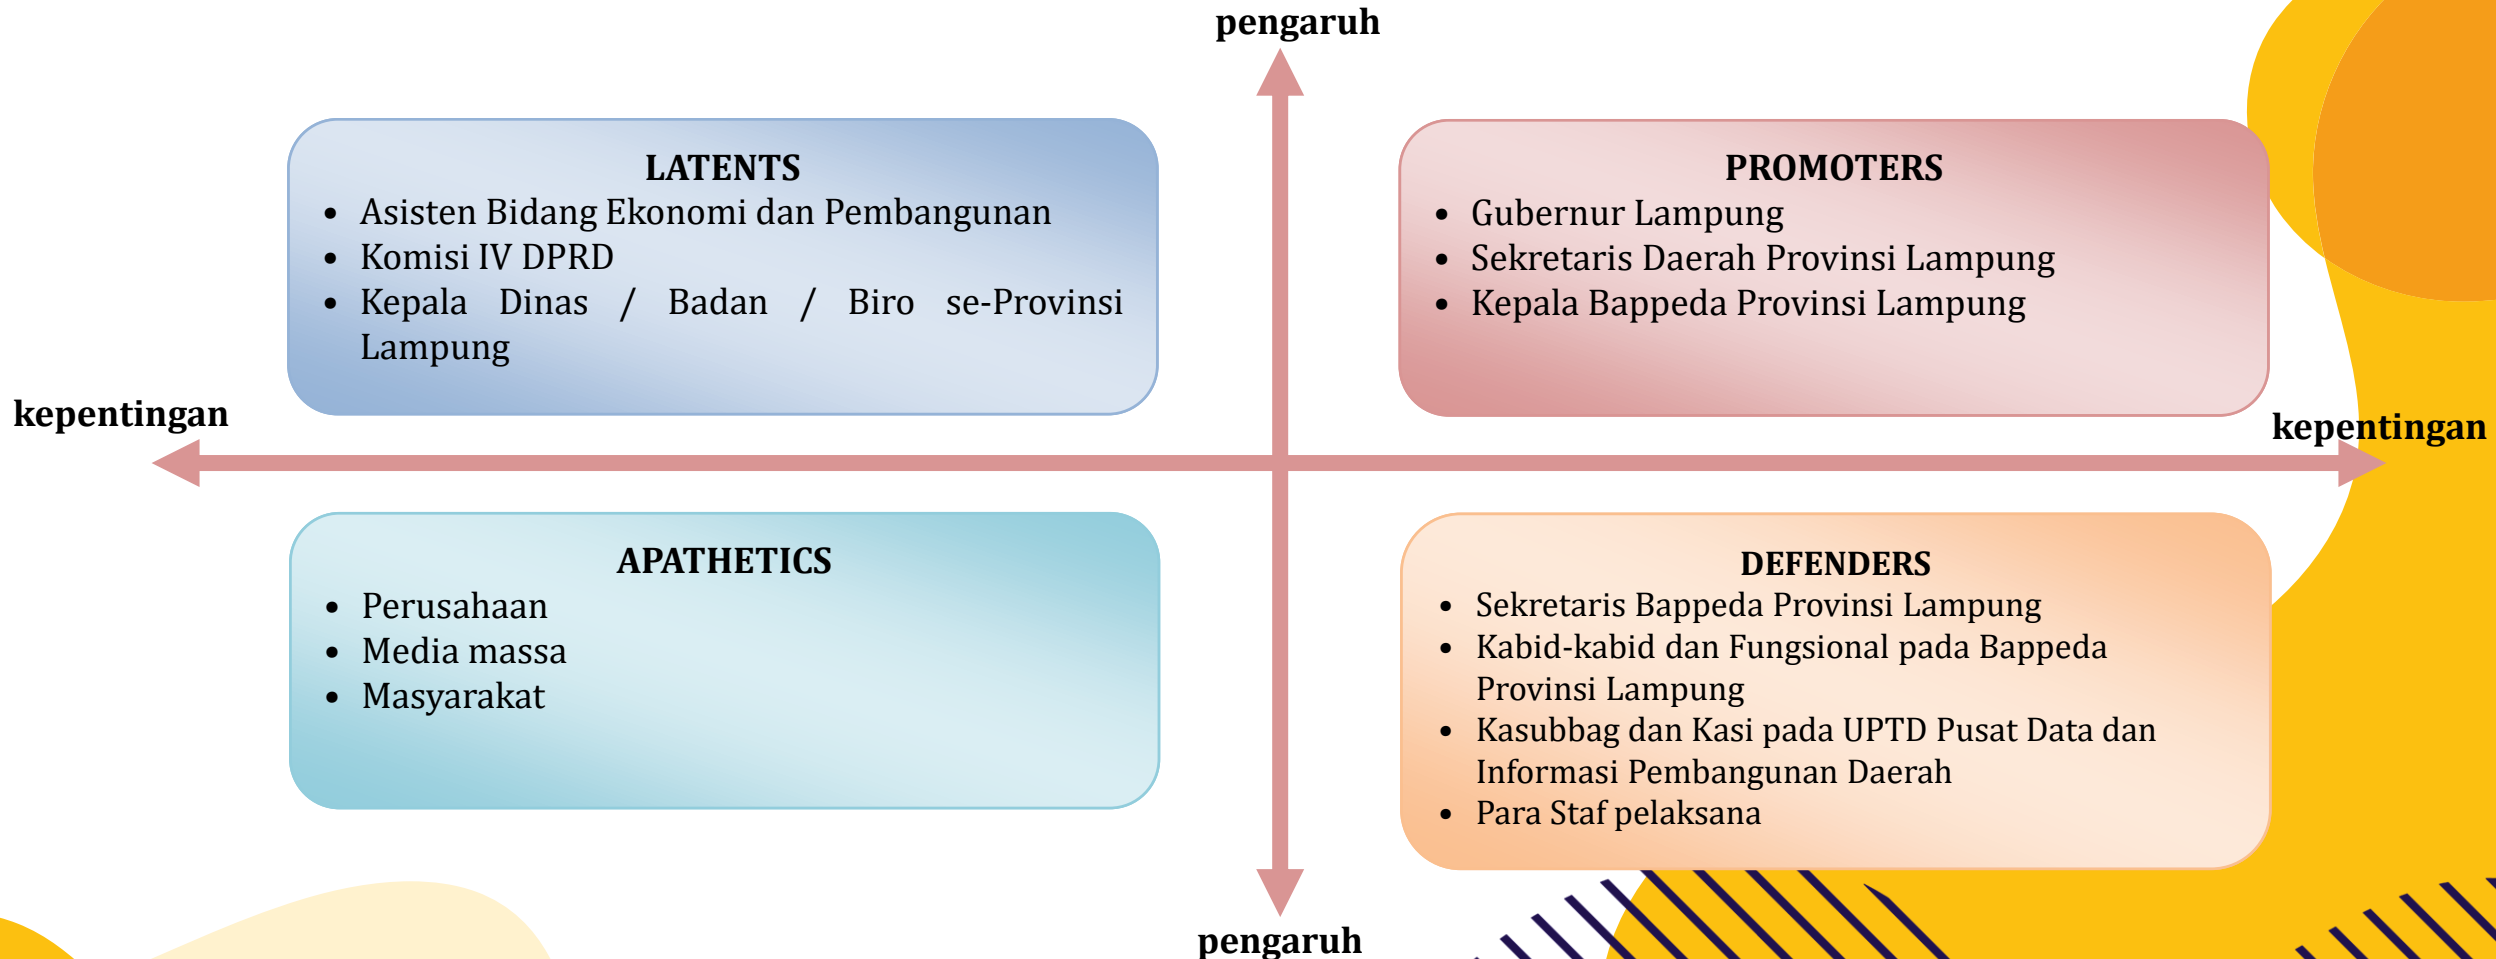 pengaruh
LATENTS
• Asisten Bidang Ekonomi dan Pembangunan
• Komisi IV DPRD
• Kepala Dinas / Badan / Biro se-Provinsi
Lampung
PROMOTERS
• Gubernur Lampung
• Sekretaris Daerah Provinsi Lampung
• Kepala Bappeda Provinsi Lampung
kepentingan
kepentingan
APATHETICS
• Perusahaan
• Media massa
• Masyarakat
DEFENDERS
• Sekretaris Bappeda Provinsi Lampung
• Kabid-kabid dan Fungsional pada Bappeda
Provinsi Lampung
• Kasubbag dan Kasi pada UPTD Pusat Data dan
Informasi Pembangunan Daerah
• Para Staf pelaksana
pengaruh